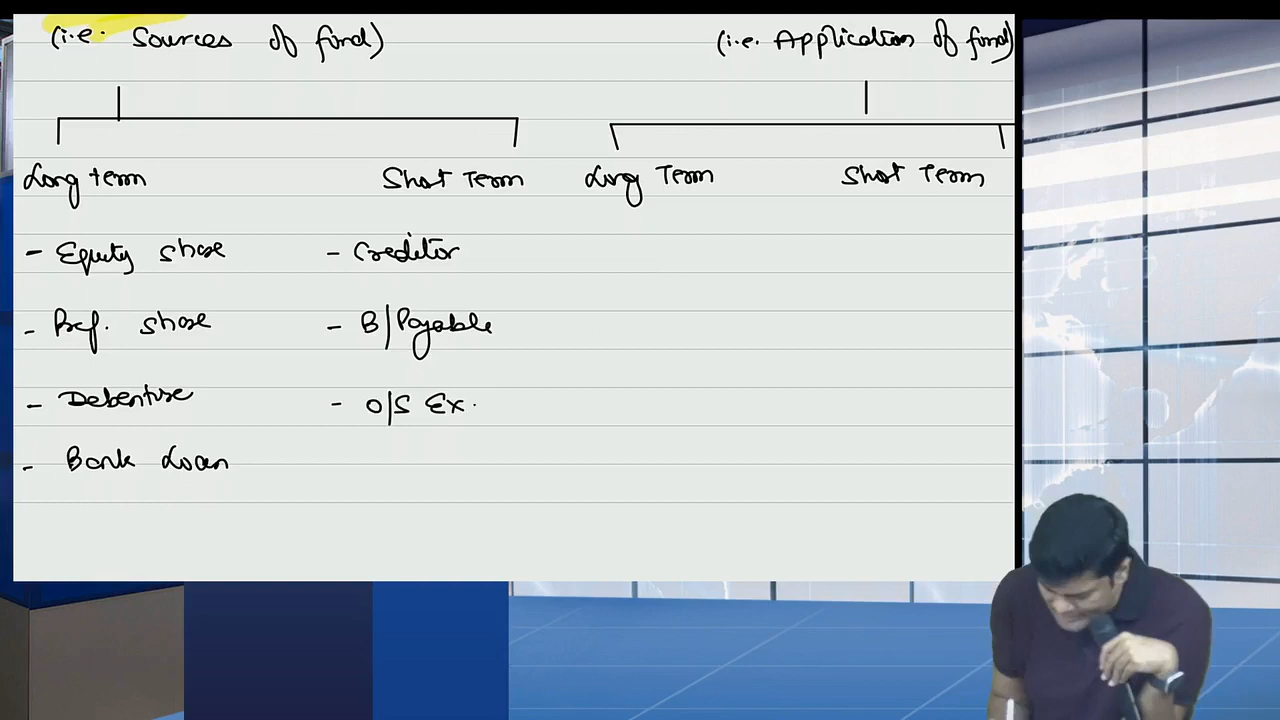 (i.e. Sources of fund) (i.e. Application of fund)
Long term Short Term Long Term Short Term
- Equity share - Creditor
- Pref. share - B/Payable
- Debenture - O/S Ex.
- Bank Loan